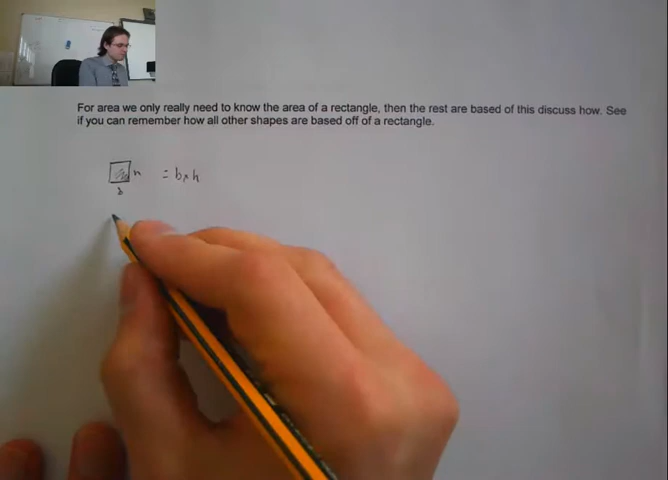 For area we only really need to know the area of a rectangle, then the rest are based of this discuss how. See
if you can remember how all other shapes are based off of a rectangle.
h = b x h
b